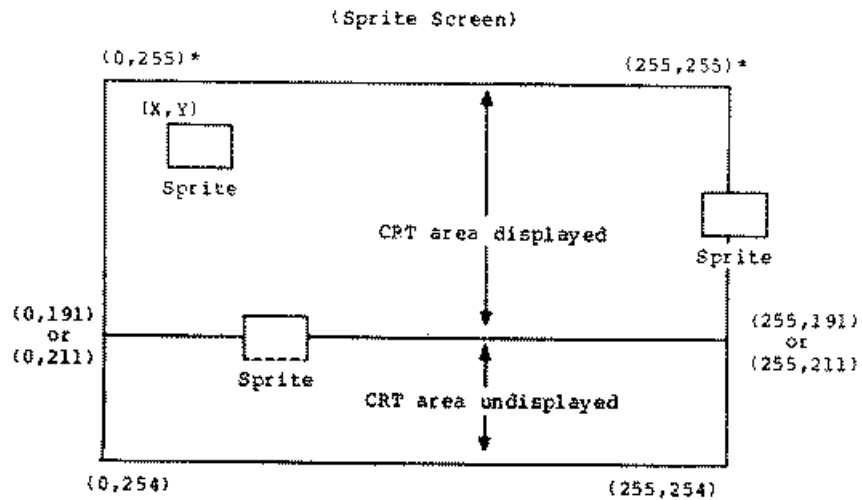 (Sprite Screen)
(0,255)*
(255,255)*
(X,Y)
Sprite
Sprite
CRT area displayed
(0,191)
or
(0,211)
(255,191)
or
(255,211)
Sprite
CRT area undisplayed
(0,254)
(255,254)